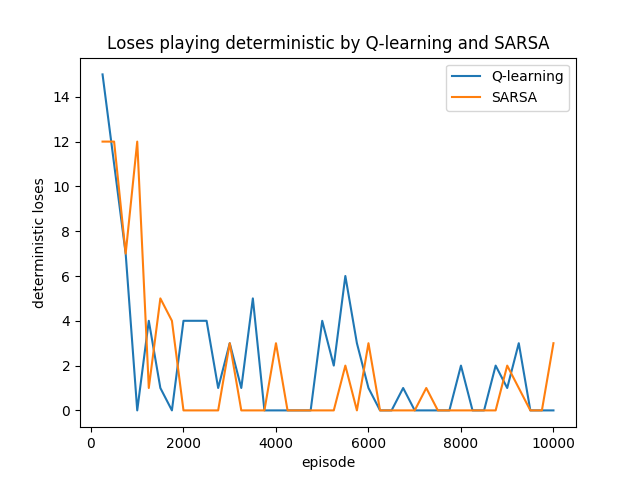 Loses playing deterministic by Q-learning and SARSA
Q-learning
SARSA
deterministic loses
14
12
10
8
6
4
2
0
0 2000 4000 6000 8000 10000
episode